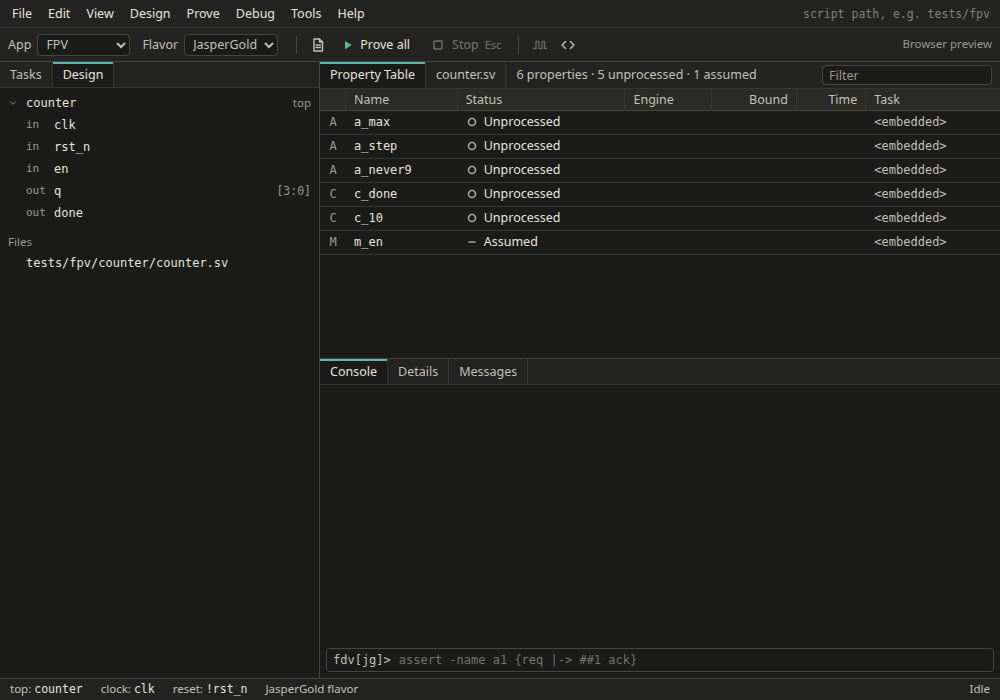 File Edit View Design Prove Debug Tools Help script path, e.g. tests/fpv
App FPV Flavor JasperGold Prove all Stop Esc Browser preview
Tasks Design
counter top
in clk
in rst_n
in en
out q [3:0]
out done
Files
tests/fpv/counter/counter.sv
Property Table counter.sv 6 properties · 5 unprocessed · 1 assumed Filter
Name Status Engine Bound Time Task
A a_max Unprocessed <embedded>
A a_step Unprocessed <embedded>
A a_never9 Unprocessed <embedded>
C c_done Unprocessed <embedded>
C c_10 Unprocessed <embedded>
M m_en Assumed <embedded>
Console Details Messages
fdv[jg]> assert -name a1 {req |-> ##1 ack}
top: counter clock: clk reset: !rst_n JasperGold flavor Idle